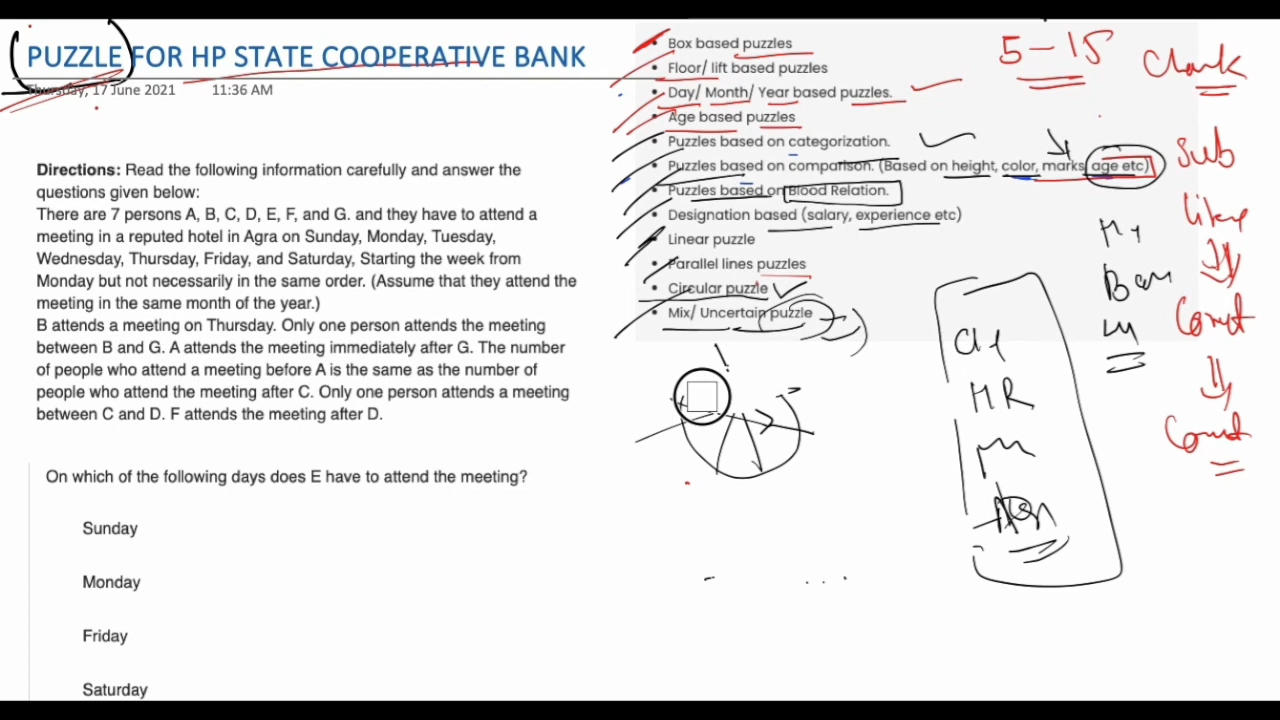 PUZZLE FOR HP STATE COOPERATIVE BANK
Thursday, 17 June 2021 11:36 AM
Directions: Read the following information carefully and answer the
questions given below:
There are 7 persons A, B, C, D, E, F, and G. and they have to attend a
meeting in a reputed hotel in Agra on Sunday, Monday, Tuesday,
Wednesday, Thursday, Friday, and Saturday, Starting the week from
Monday but not necessarily in the same order. (Assume that they attend the
meeting in the same month of the year.)
B attends a meeting on Thursday. Only one person attends the meeting
between B and G. A attends the meeting immediately after G. The number
of people who attend a meeting before A is the same as the number of
people who attend the meeting after C. Only one person attends a meeting
between C and D. F attends the meeting after D.
On which of the following days does E have to attend the meeting?
Sunday
Monday
Friday
Saturday
• Box based puzzles
• Floor/ lift based puzzles
• Day/ Month/ Year based puzzles.
• Age based puzzles
• Puzzles based on categorization.
• Puzzles based on comparison. (Based on height, color, marks, age etc)
• Puzzles based on Blood Relation.
• Designation based (salary, experience etc)
• Linear puzzle
• Parallel lines puzzles
• Circular puzzle
• Mix/ Uncertain puzzle
5-15
Sub
like
HR